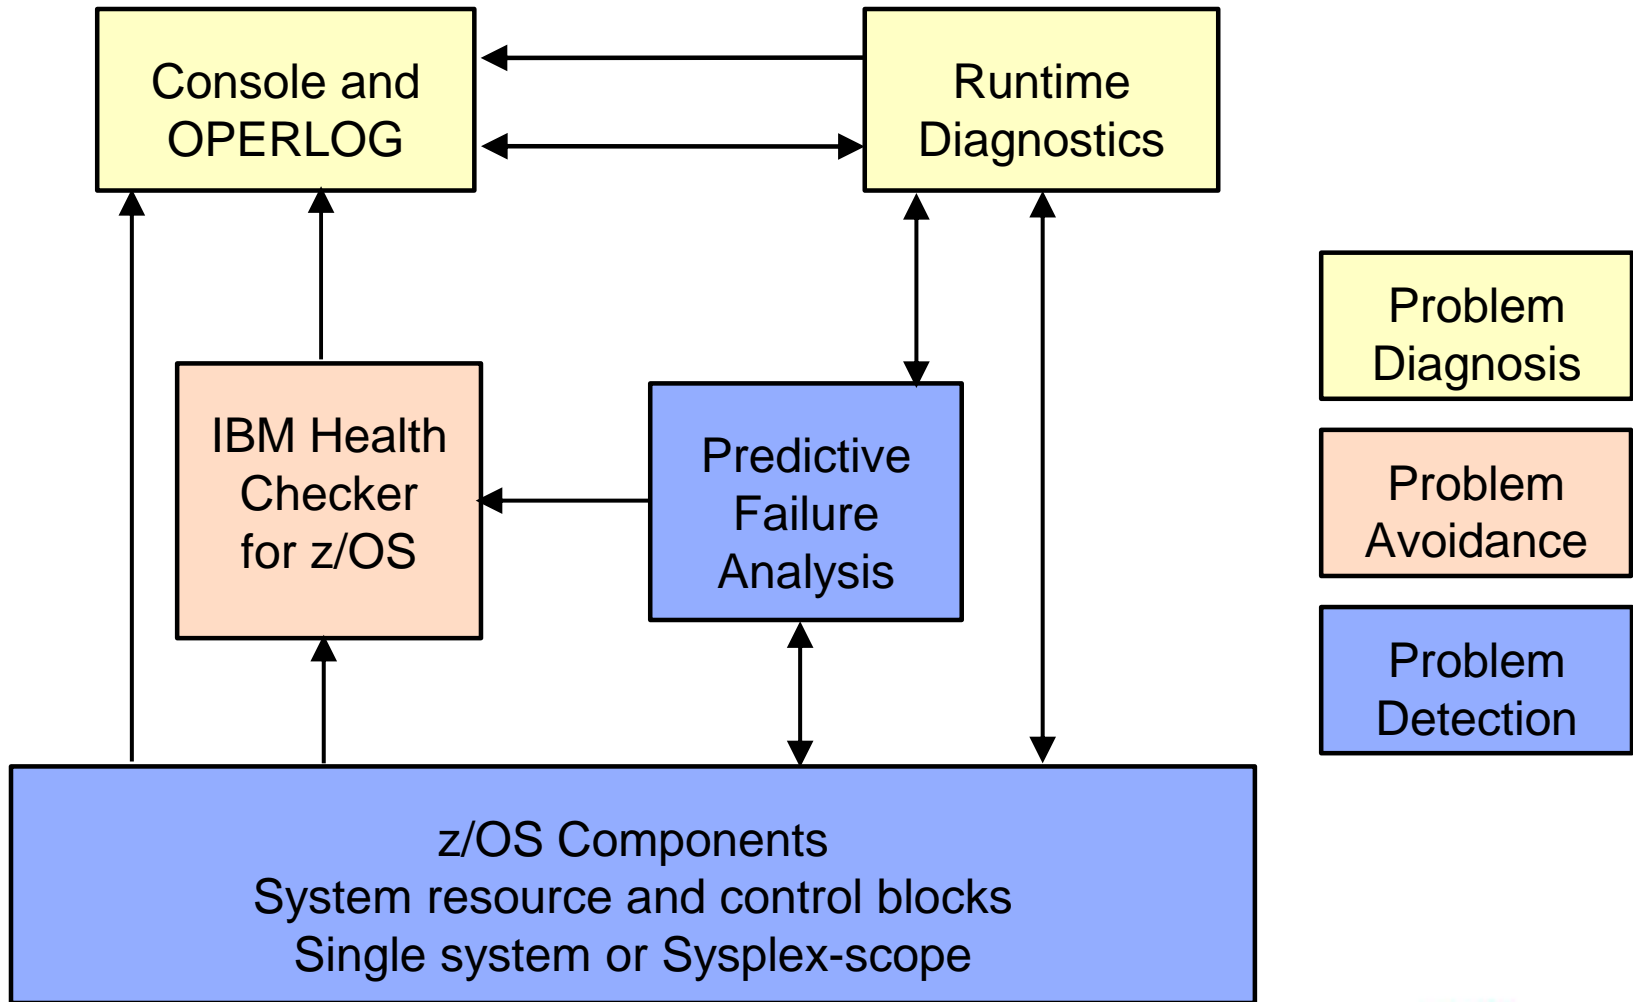 Console and
OPERLOG
Runtime
Diagnostics
IBM Health
Checker
for z/OS
Predictive
Failure
Analysis
z/OS Components
System resource and control blocks
Single system or Sysplex-scope
Problem
Diagnosis
Problem
Avoidance
Problem
Detection